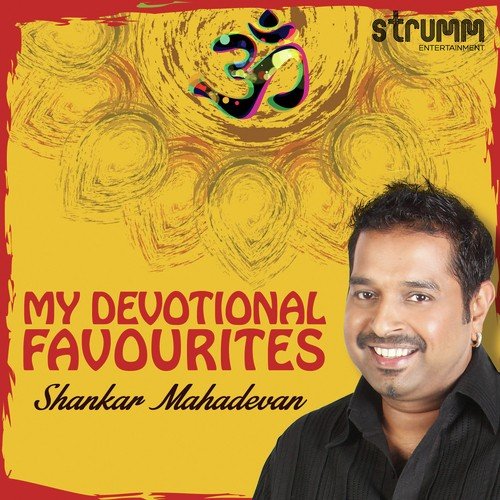 strumm
ENTERTAINMENT
ॐ
MY DEVOTIONAL
FAVOURITES
Shankar Mahadevan